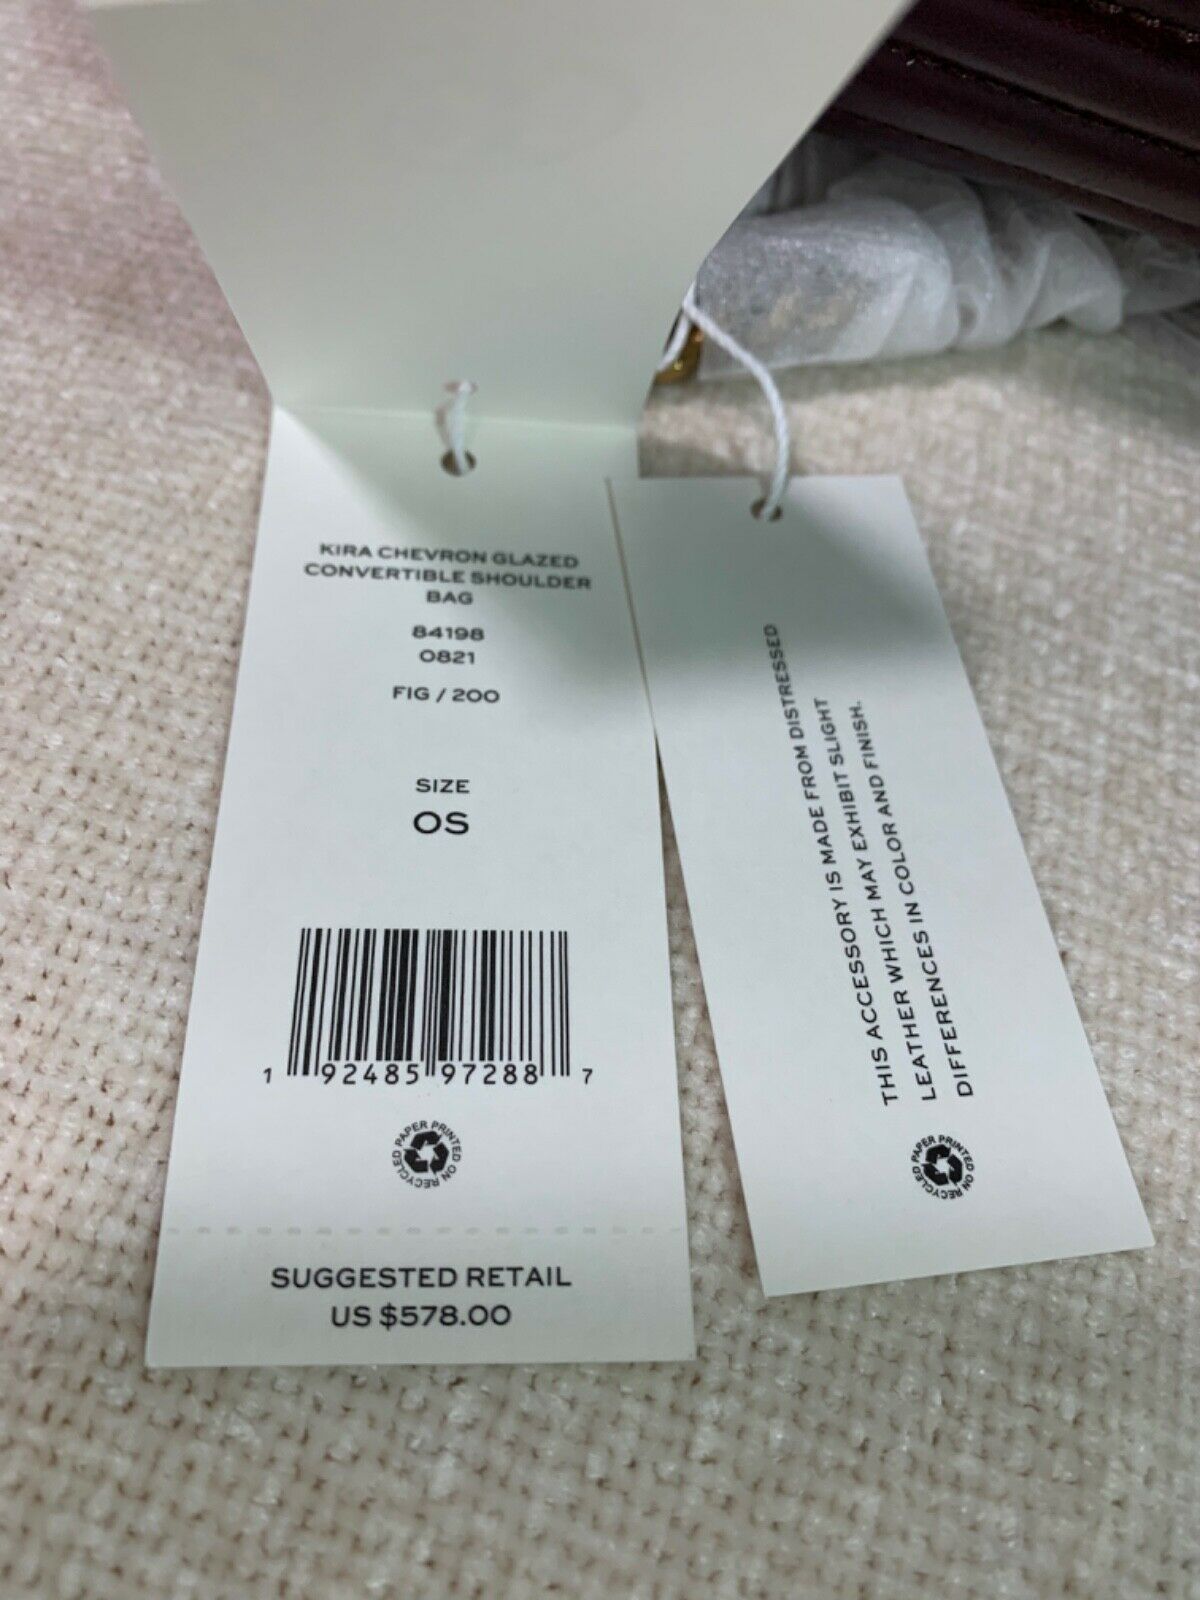 KIRA CHEVRON GLAZED
CONVERTIBLE SHOULDER
BAG
84198
0821
FIG / 200
SIZE
OS
1 92485 97288 7
RECYCLED PAPER PRINTED ON
SUGGESTED RETAIL
US $578.00
THIS ACCESSORY IS MADE FROM DISTRESSED
LEATHER WHICH MAY EXHIBIT SLIGHT
DIFFERENCES IN COLOR AND FINISH.
RECYCLED PAPER PRINTED ON